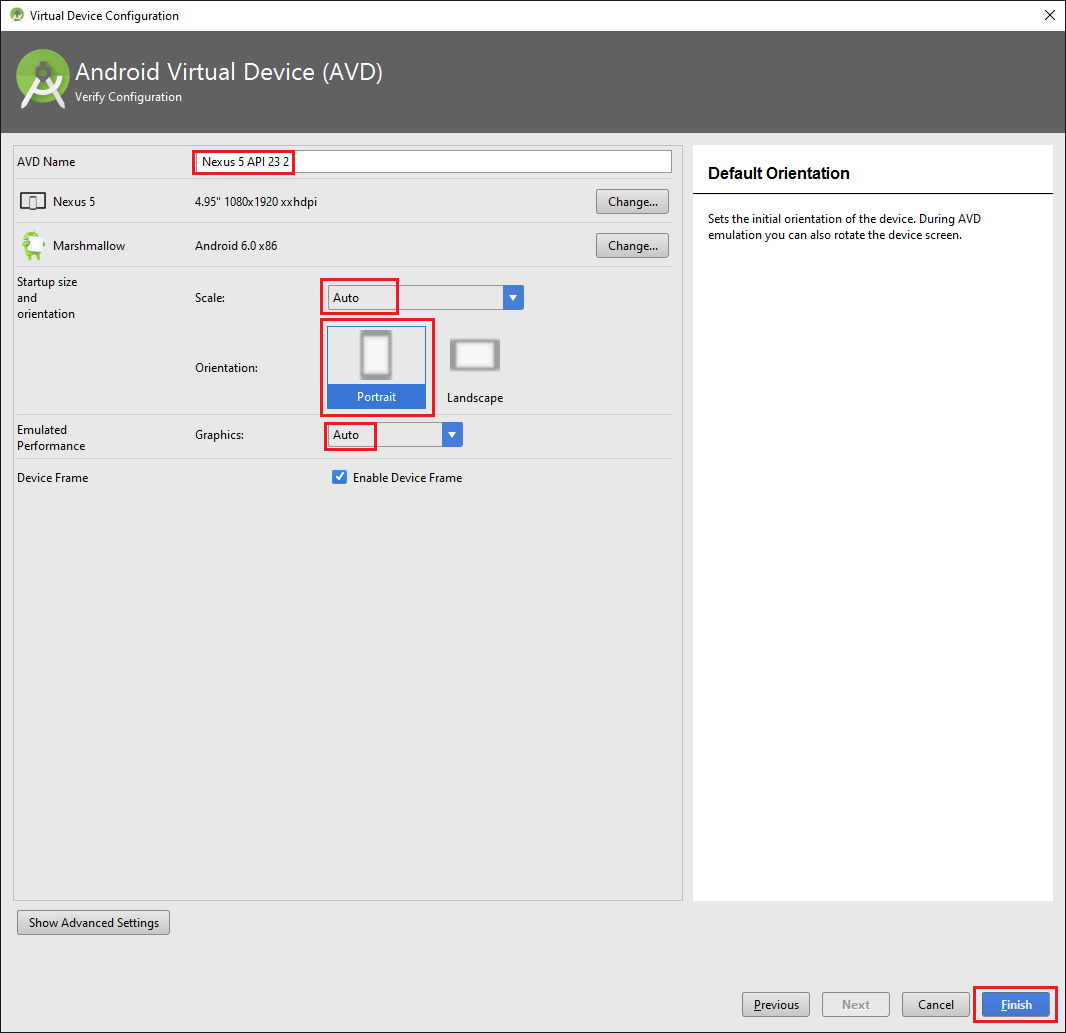 Virtual Device Configuration
Android Virtual Device (AVD)
Verify Configuration
AVD Name
Nexus 5 API 23 2
Nexus 5
4.95" 1080x1920 xxhdpi
Change...
Marshmallow
Android 6.0 x86
Change...
Startup size
and
orientation
Scale:
Auto
Orientation:
Portrait
Landscape
Emulated
Performance
Graphics:
Auto
Device Frame
Enable Device Frame
Default Orientation
Sets the initial orientation of the device. During AVD
emulation you can also rotate the device screen.
Show Advanced Settings
Previous
Next
Cancel
Finish